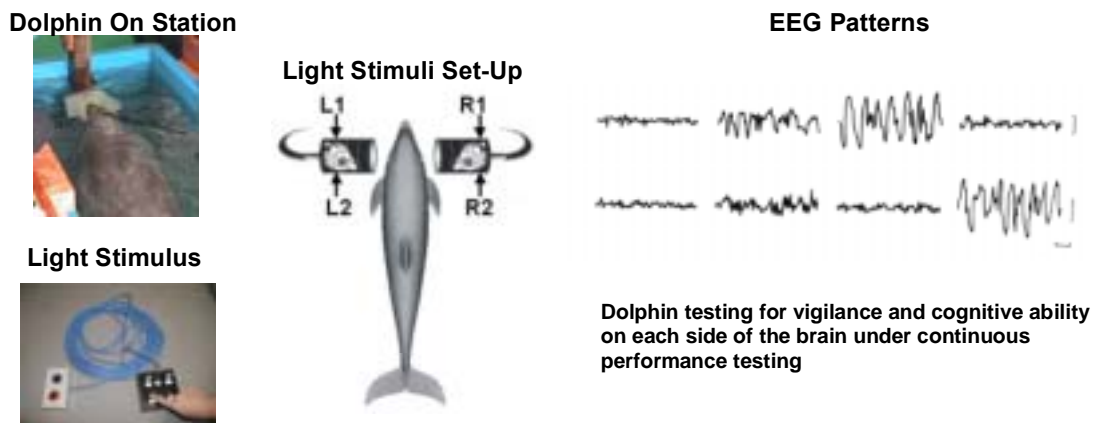 Dolphin On Station
EEG Patterns
Light Stimuli Set-Up
L1
R1
L2
R2
Light Stimulus
Dolphin testing for vigilance and cognitive ability
on each side of the brain under continuous
performance testing